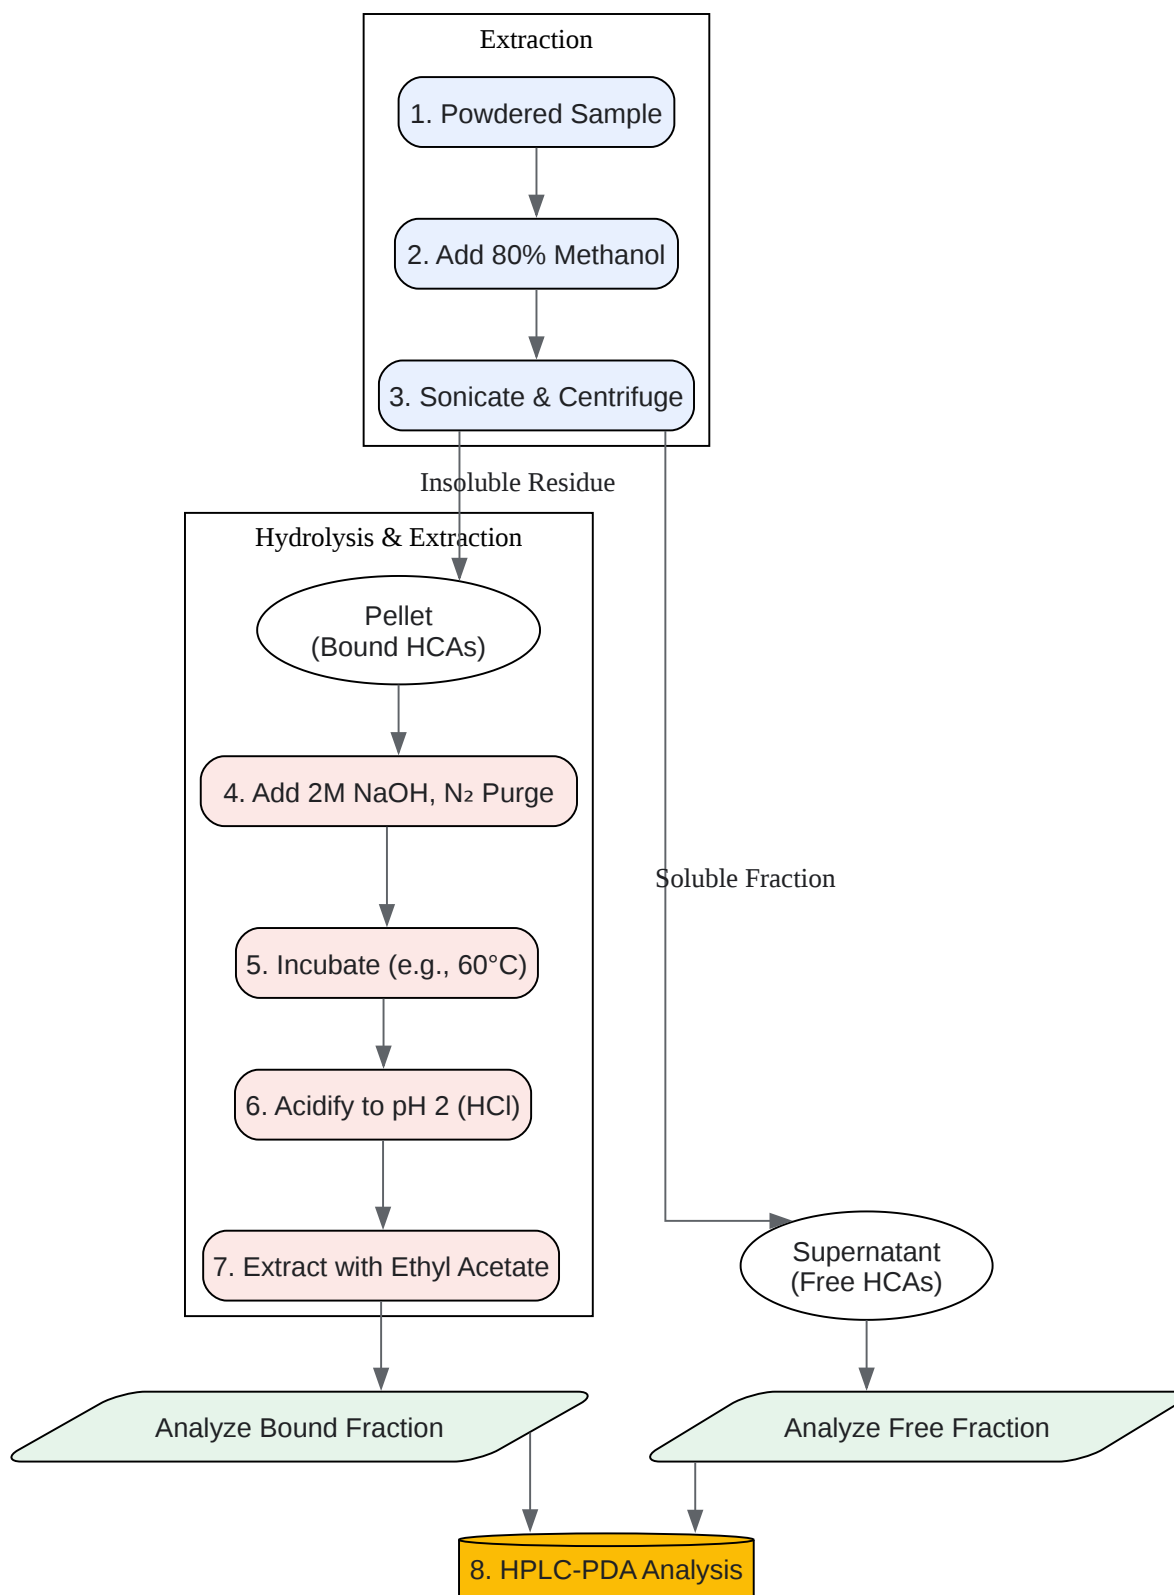 Extraction
1. Powdered Sample
2. Add 80% Methanol
3. Sonicate & Centrifuge
Insoluble Residue
Hydrolysis & Extraction
Pellet
(Bound HCAs)
4. Add 2M NaOH, N₂ Purge
Soluble Fraction
5. Incubate (e.g., 60°C)
6. Acidify to pH 2 (HCl)
7. Extract with Ethyl Acetate
Supernatant
(Free HCAs)
Analyze Bound Fraction
Analyze Free Fraction
8. HPLC-PDA Analysis